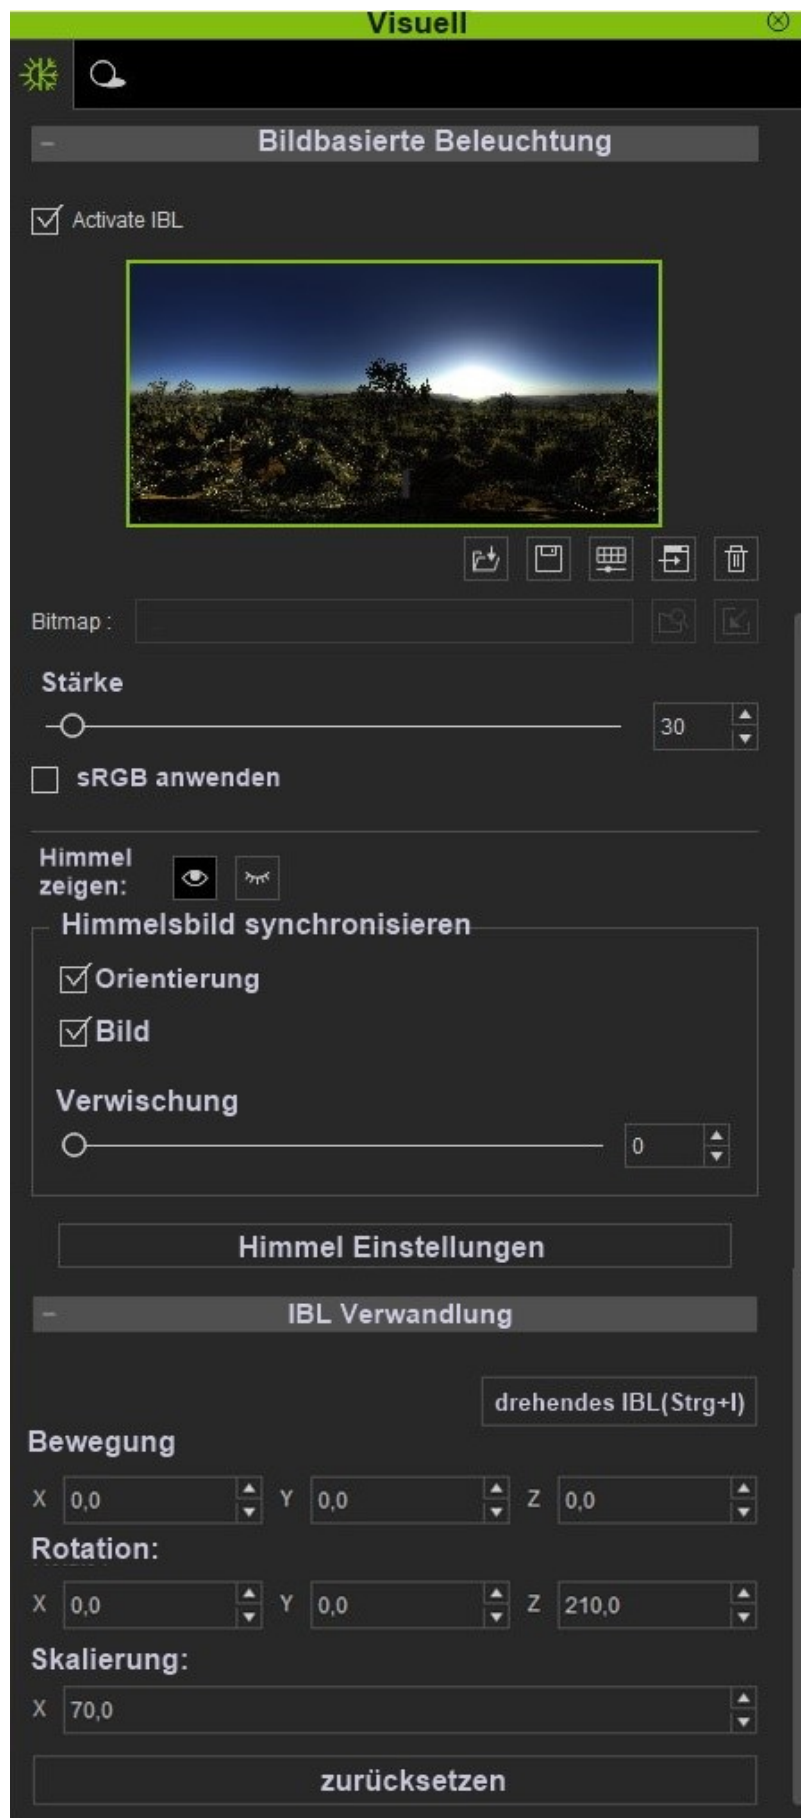 Visuell
Bildbasierte Beleuchtung
Activate IBL
Bitmap :
Stärke
30
sRGB anwenden
Himmel
zeigen:
Himmelsbild synchronisieren
Orientierung
Bild
Verwischung
0
Himmel Einstellungen
IBL Verwandlung
drehendes IBL(Strg+I)
Bewegung
X 0,0 Y 0,0 Z 0,0
Rotation:
X 0,0 Y 0,0 Z 210,0
Skalierung:
X 70,0
zurücksetzen